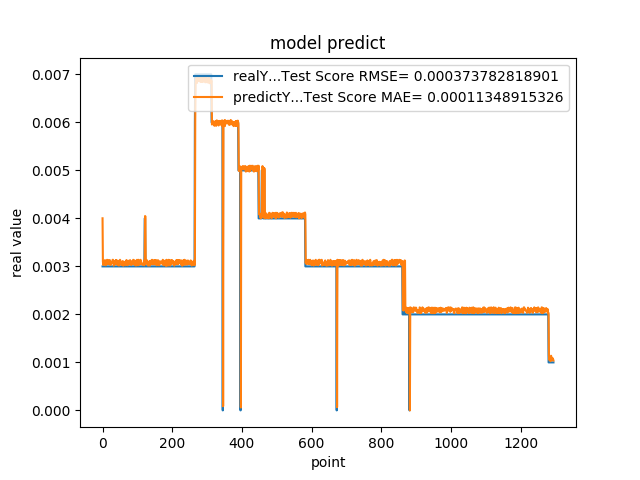 model predict
realY...Test Score RMSE= 0.000373782818901
predictY...Test Score MAE= 0.00011348915326
0.007
0.006
0.005
0.004
0.003
0.002
0.001
0.000
real value
0 200 400 600 800 1000 1200
point